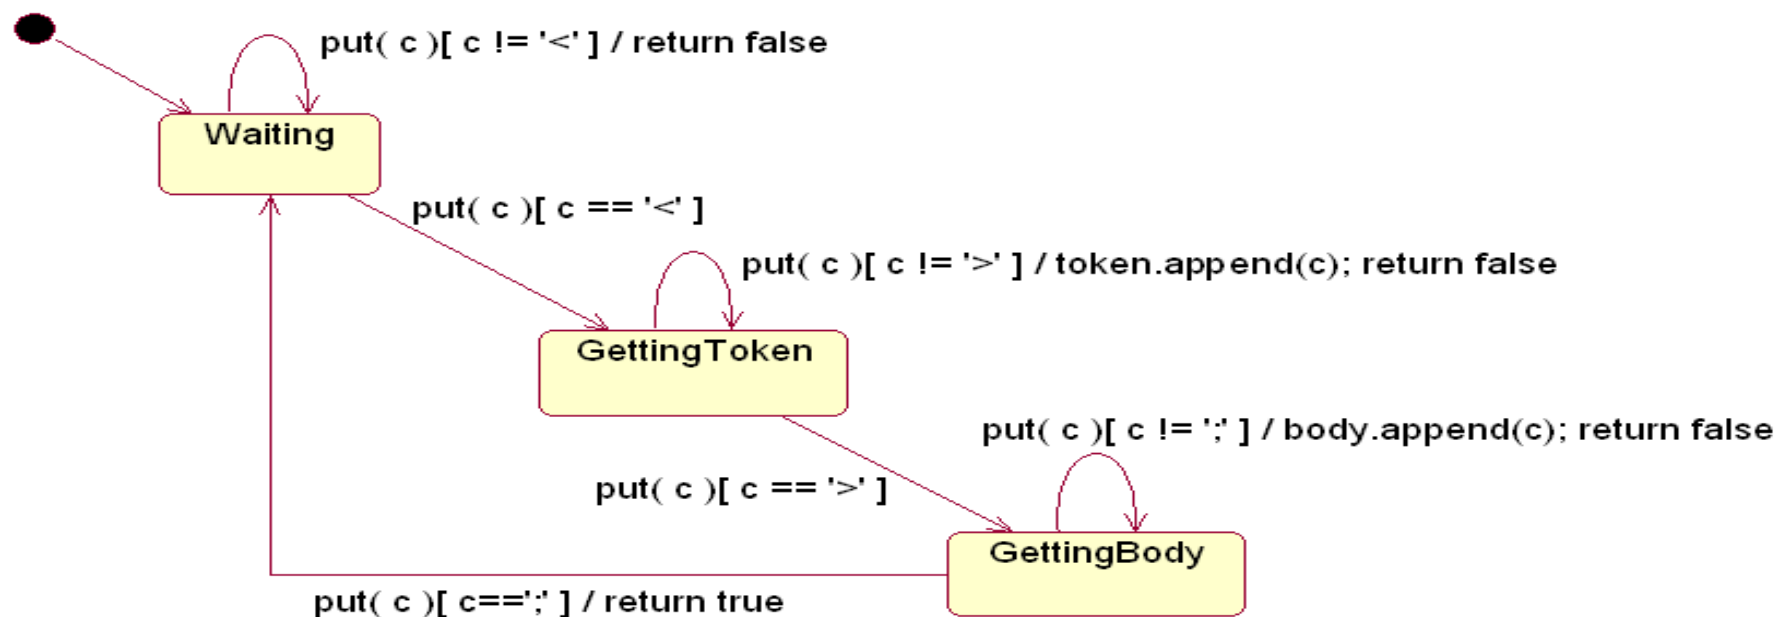 put( c )[ c != '<' ] / return false
Waiting
put( c )[ c == '<' ]
put( c )[ c != '>' ] / token.append(c); return false
GettingToken
put( c )[ c != ';' ] / body.append(c); return false
put( c )[ c == '>' ]
GettingBody
put( c )[ c==';' ] / return true